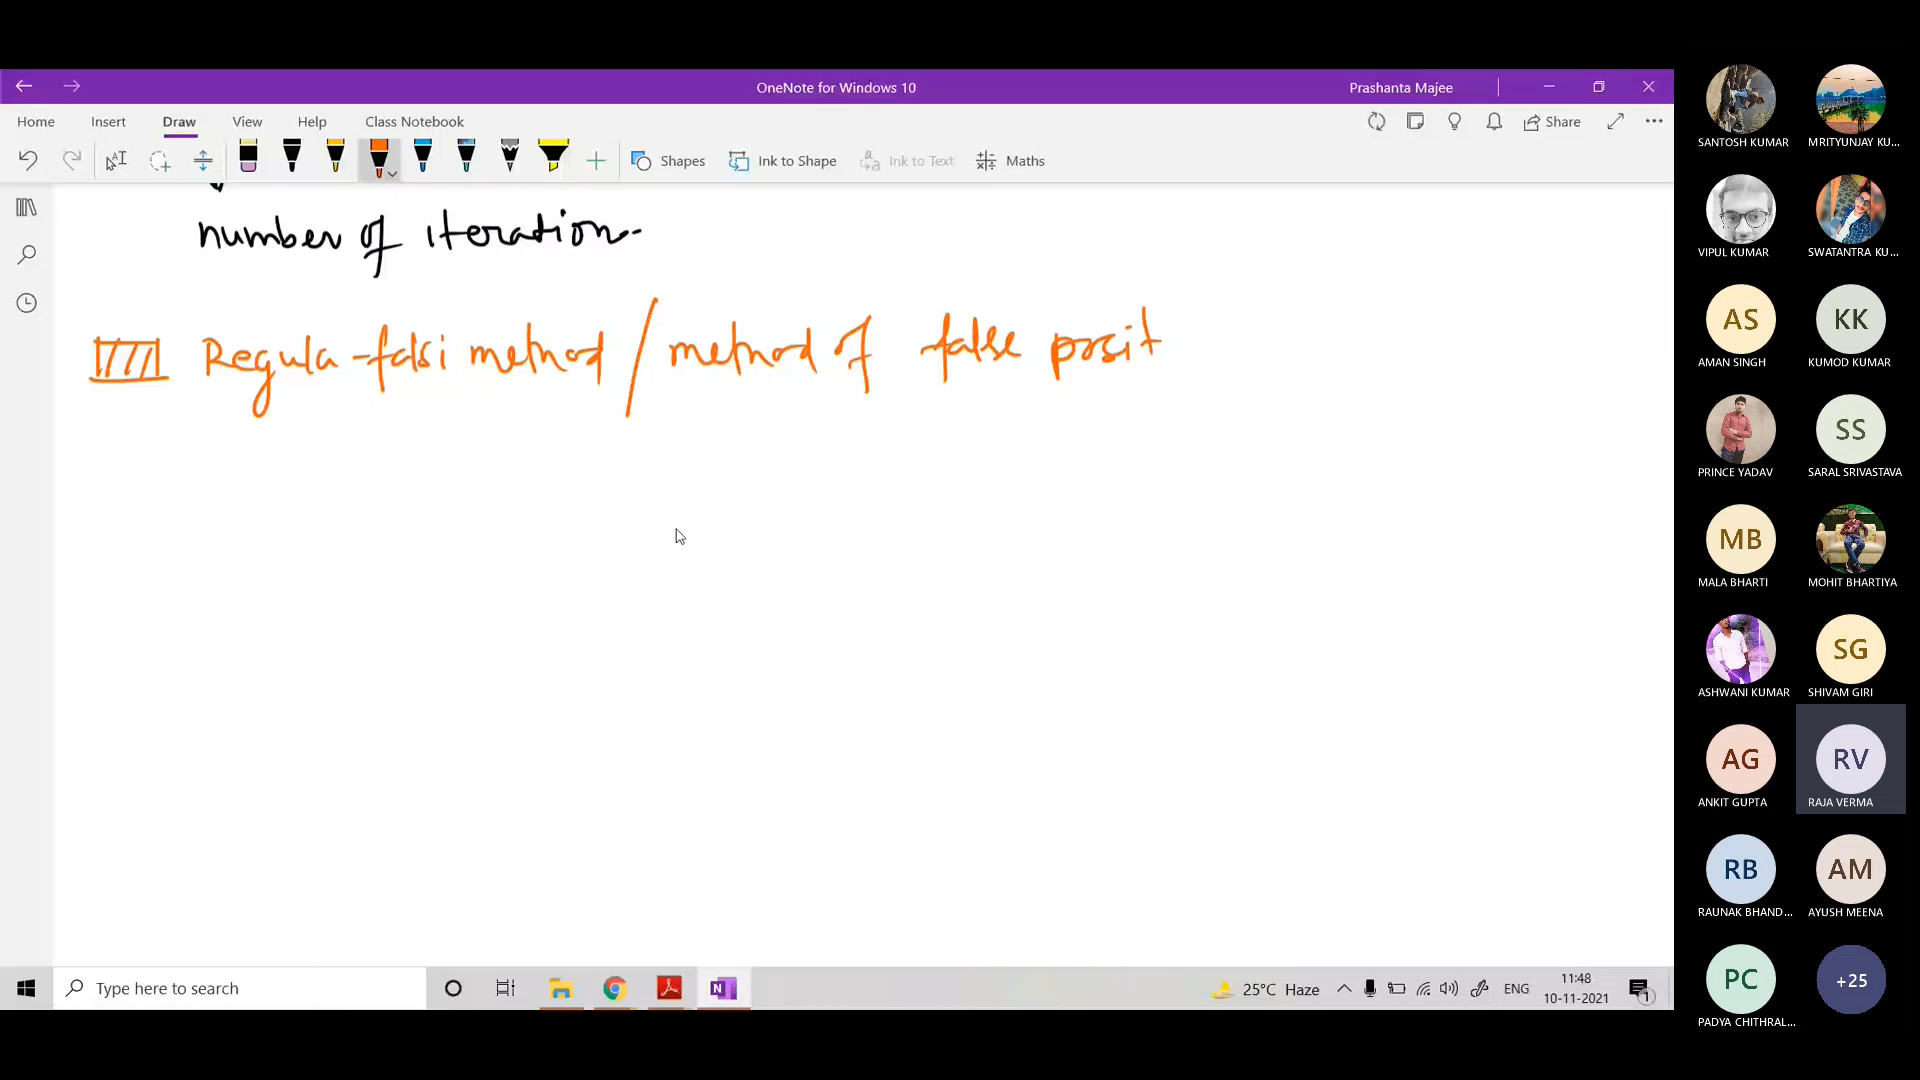 OneNote for Windows 10
Prashanta Majee
Home Insert Draw View Help Class Notebook
Share
Shapes Ink to Shape Ink to Text Maths
number of iteration.
Regula-falsi method / method of false posit
Type here to search
25°C Haze
ENG
11:48
10-11-2021
1
SANTOSH KUMAR
MRITYUNJAY KU...
VIPUL KUMAR
SWATANTRA KU...
AS
AMAN SINGH
KK
KUMOD KUMAR
PRINCE YADAV
SS
SARAL SRIVASTAVA
MB
MALA BHARTI
MOHIT BHARTIYA
ASHWANI KUMAR
SG
SHIVAM GIRI
AG
ANKIT GUPTA
RV
RAJA VERMA
RB
RAUNAK BHAND...
AM
AYUSH MEENA
PC
PADYA CHITHRAL...
+25